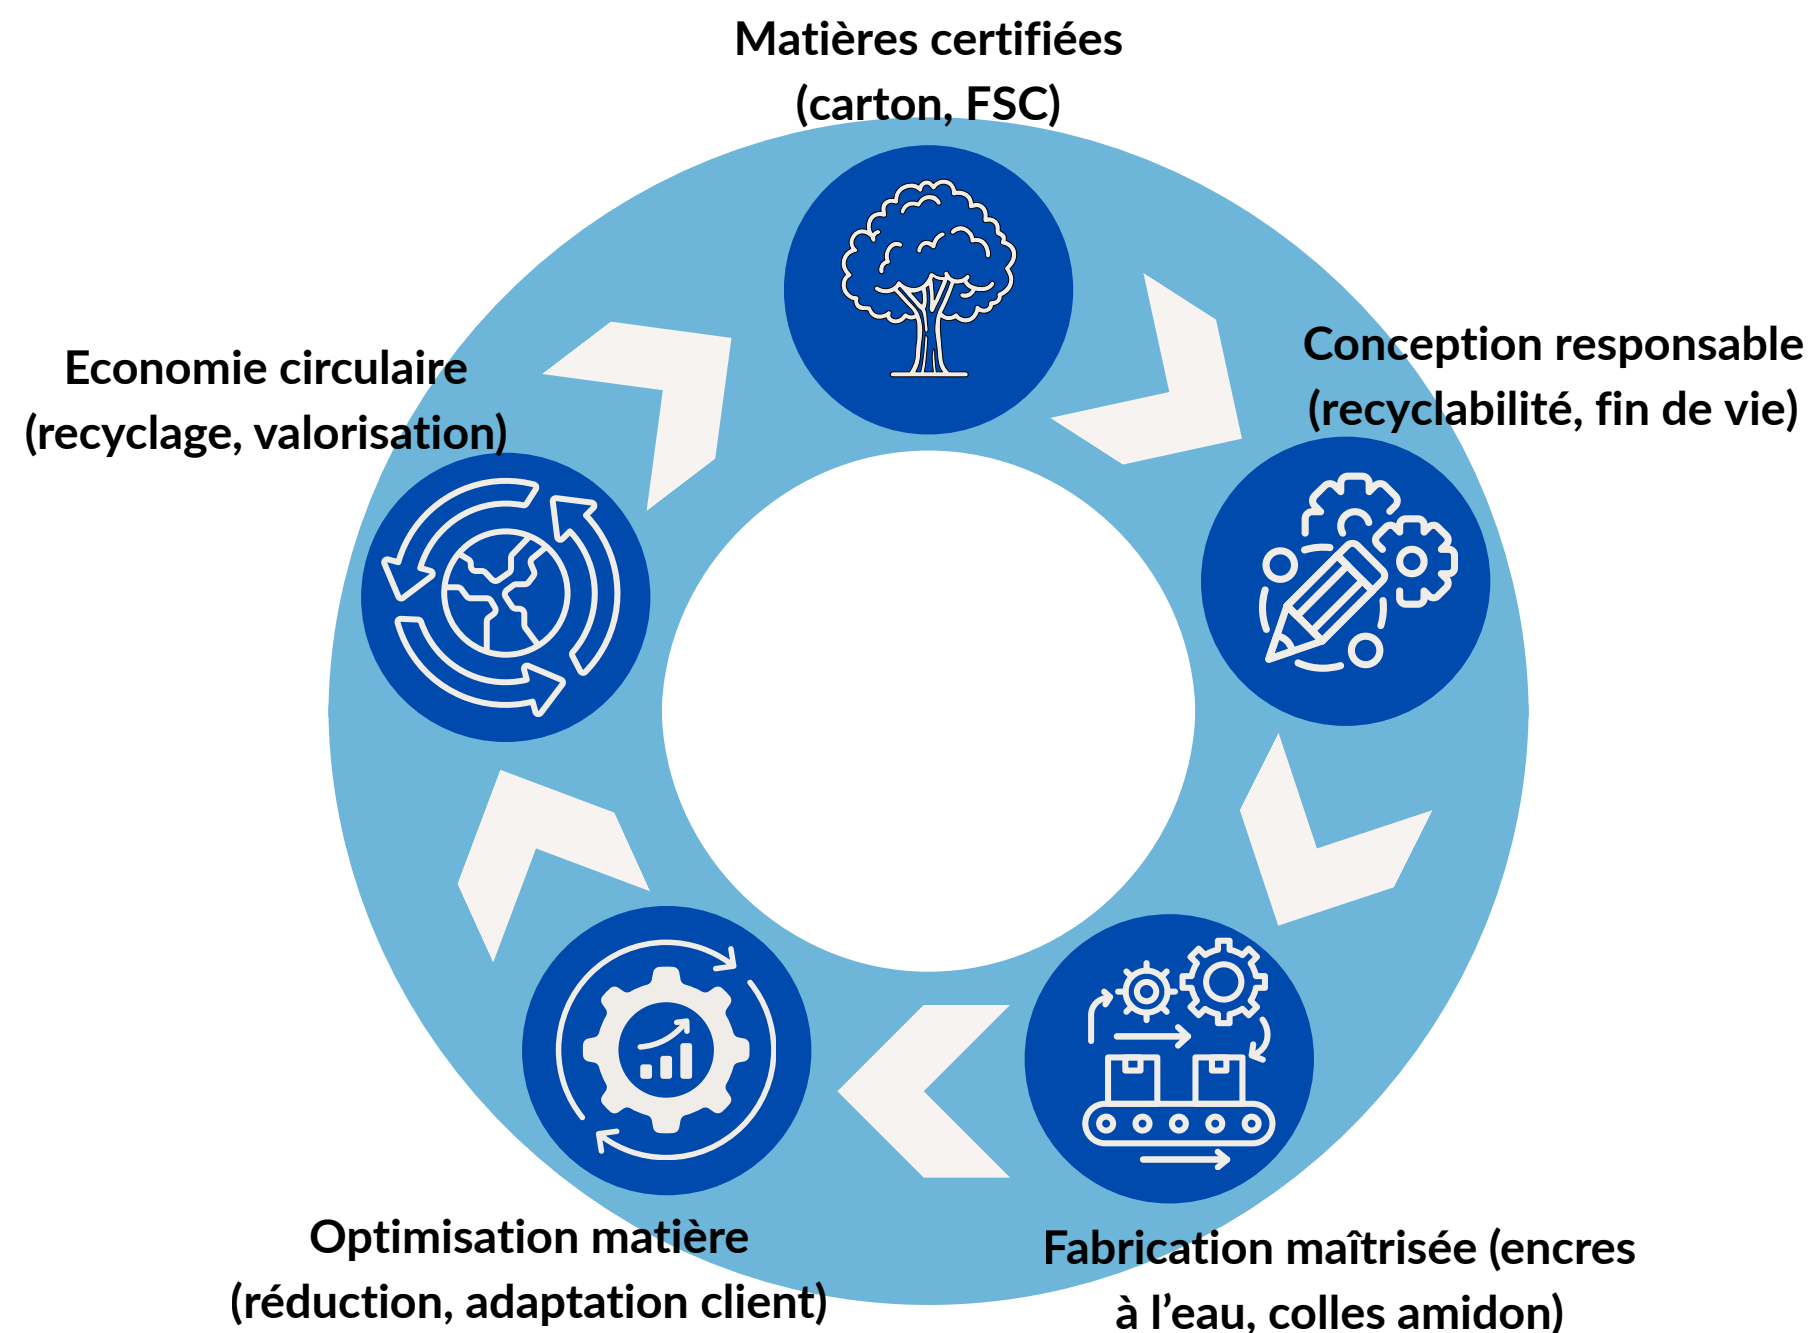 Matières certifiées
(carton, FSC)
Conception responsable
(recyclabilité, fin de vie)
Economie circulaire
(recyclage, valorisation)
Optimisation matière
(réduction, adaptation client)
Fabrication maîtrisée (encres
à l’eau, colles amidon)